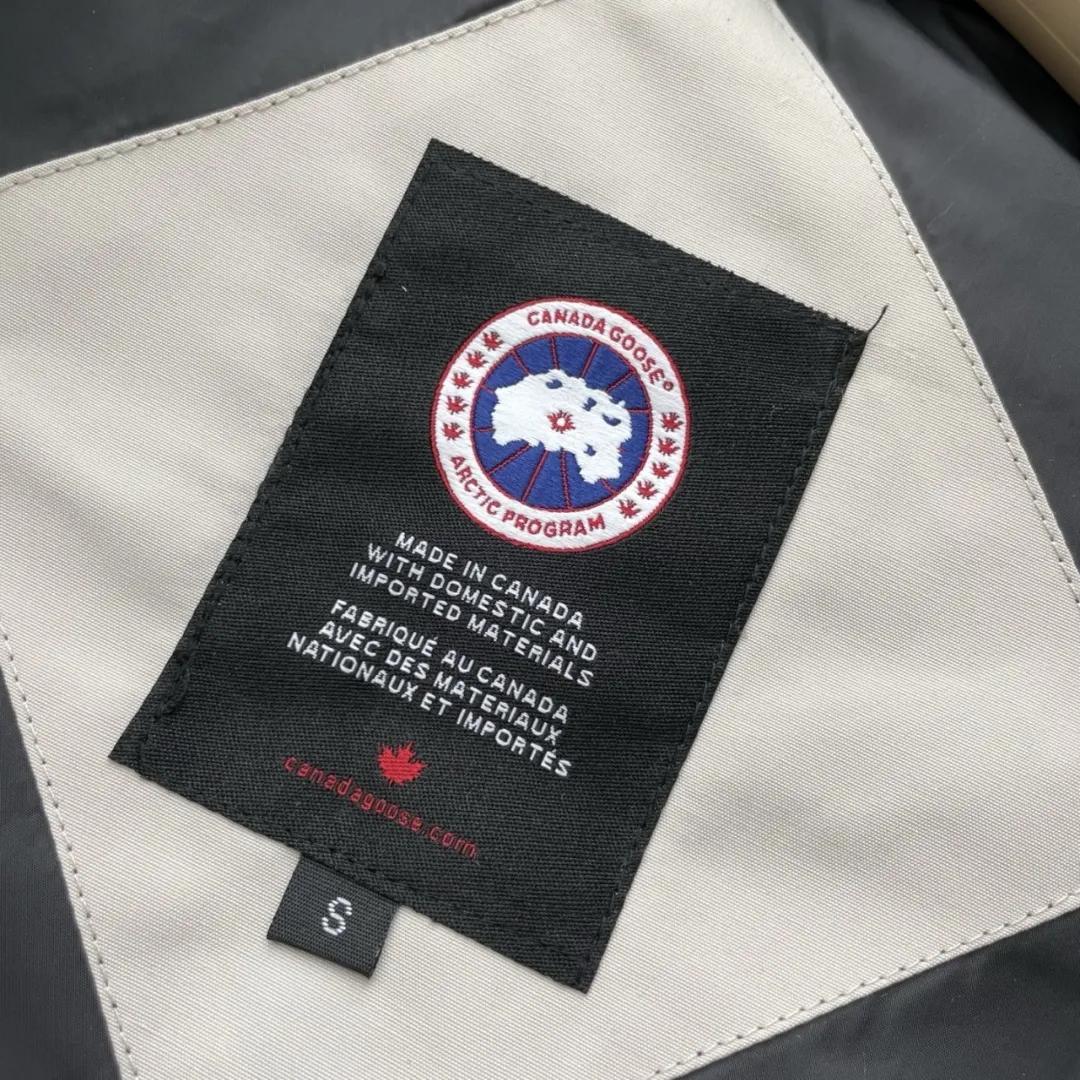 CANADA GOOSE®
ARCTIC PROGRAM
MADE IN CANADA
WITH DOMESTIC AND
IMPORTED MATERIALS
FABRIQUÉ AU CANADA
AVEC DES MATERIAUX
NATIONAUX ET IMPORTÉS
canadagoose.com
S